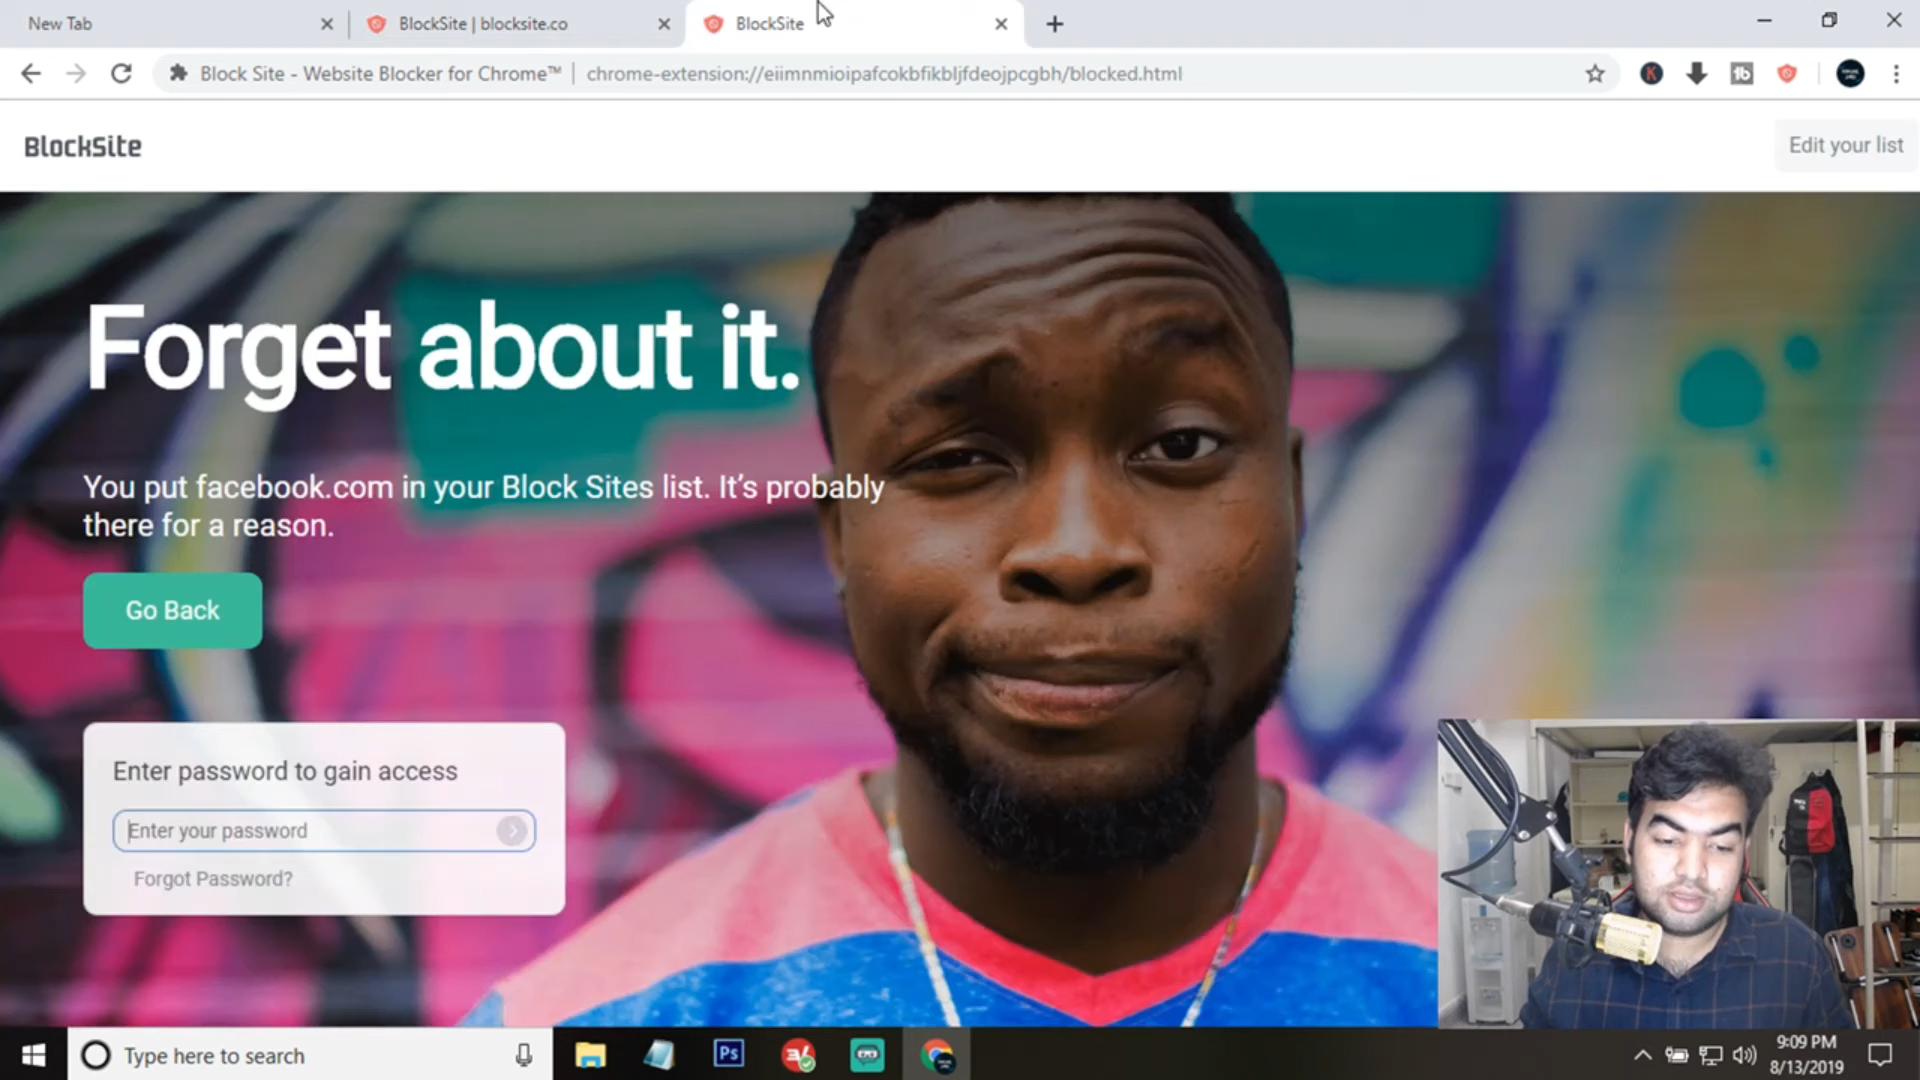 New Tab
BlockSite | blocksite.co
BlockSite
Block Site - Website Blocker for Chrome™
chrome-extension://eiimnmioipafcokbfikbljfdeojpcgbh/blocked.html
BlockSite
Edit your list
Forget about it.
You put facebook.com in your Block Sites list. It's probably
there for a reason.
Go Back
Enter password to gain access
Enter your password
Forgot Password?
Type here to search
Ps
9:09 PM
8/13/2019